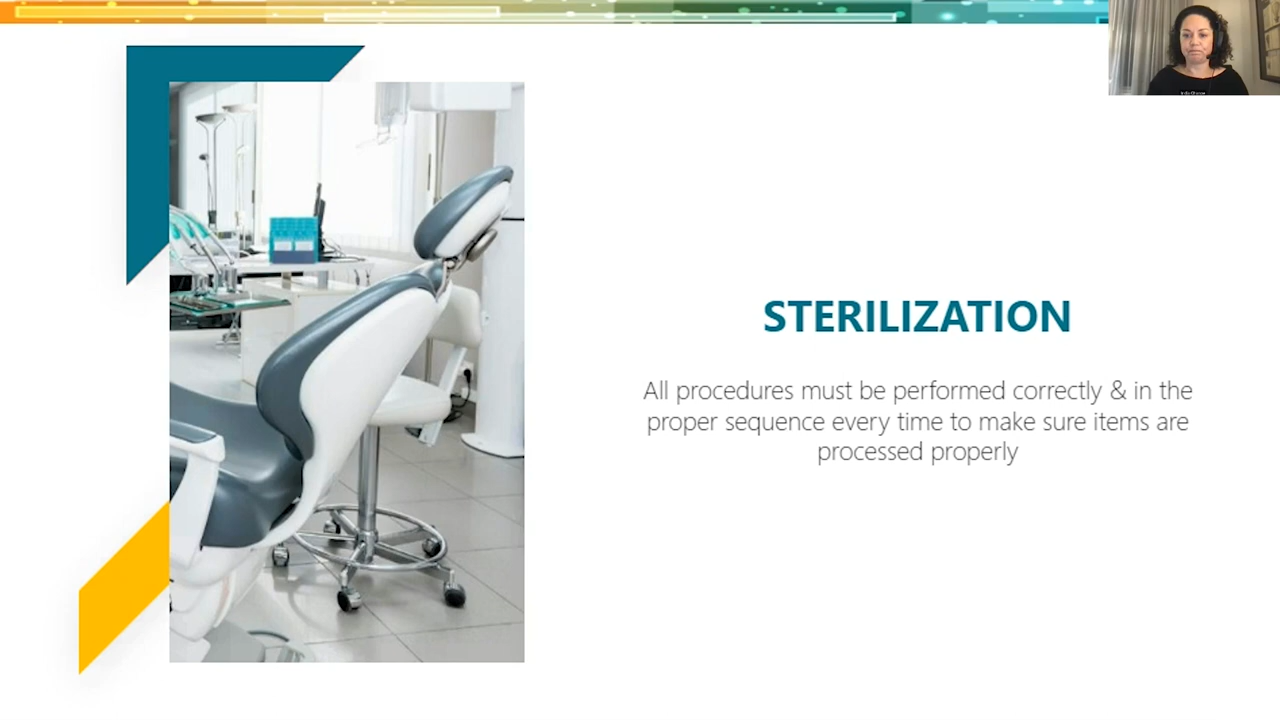 STERILIZATION
All procedures must be performed correctly & in the
proper sequence every time to make sure items are
processed properly